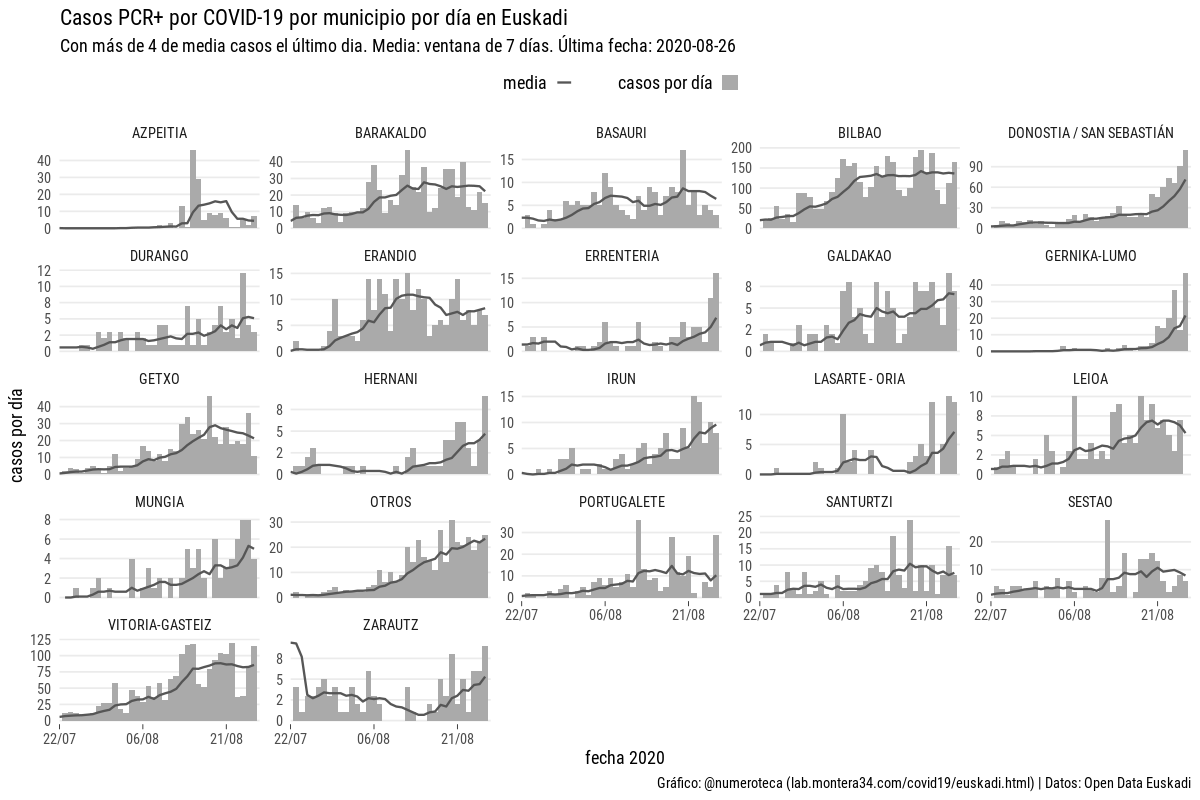 Casos PCR+ por COVID-19 por municipio por día en Euskadi
Con más de 4 de media casos el último dia. Media: ventana de 7 días. Última fecha: 2020-08-26
media casos por día
AZPEITIA BARAKALDO BASAURI BILBAO DONOSTIA / SAN SEBASTIÁN
40 30 20 10 0
40 30 20 10 0
15 10 5 0
200 150 100 50 0
90 60 30 0
DURANGO ERANDIO ERRENTERIA GALDAKAO GERNIKA-LUMO
12 10 8 5 2 0
15 10 5 0
15 10 5 0
8 5 2 0
40 30 20 10 0
GETXO HERNANI IRUN LASARTE - ORIA LEIOA
40 30 20 10 0
8 5 2 0
15 10 5 0
10 5 0
10 8 5 2 0
MUNGIA OTROS PORTUGALETE SANTURTZI SESTAO
8 6 4 2 0
30 20 10 0
30 20 10 0
25 20 15 10 5 0
20 10 0
22/07 06/08 21/08 22/07 06/08 21/08 22/07 06/08 21/08
VITORIA-GASTEIZ ZARAUTZ
125 100 75 50 25 0
8 5 2 0
22/07 06/08 21/08 22/07 06/08 21/08
casos por día
fecha 2020
Gráfico: @numeroteca (lab.montera34.com/covid19/euskadi.html) | Datos: Open Data Euskadi